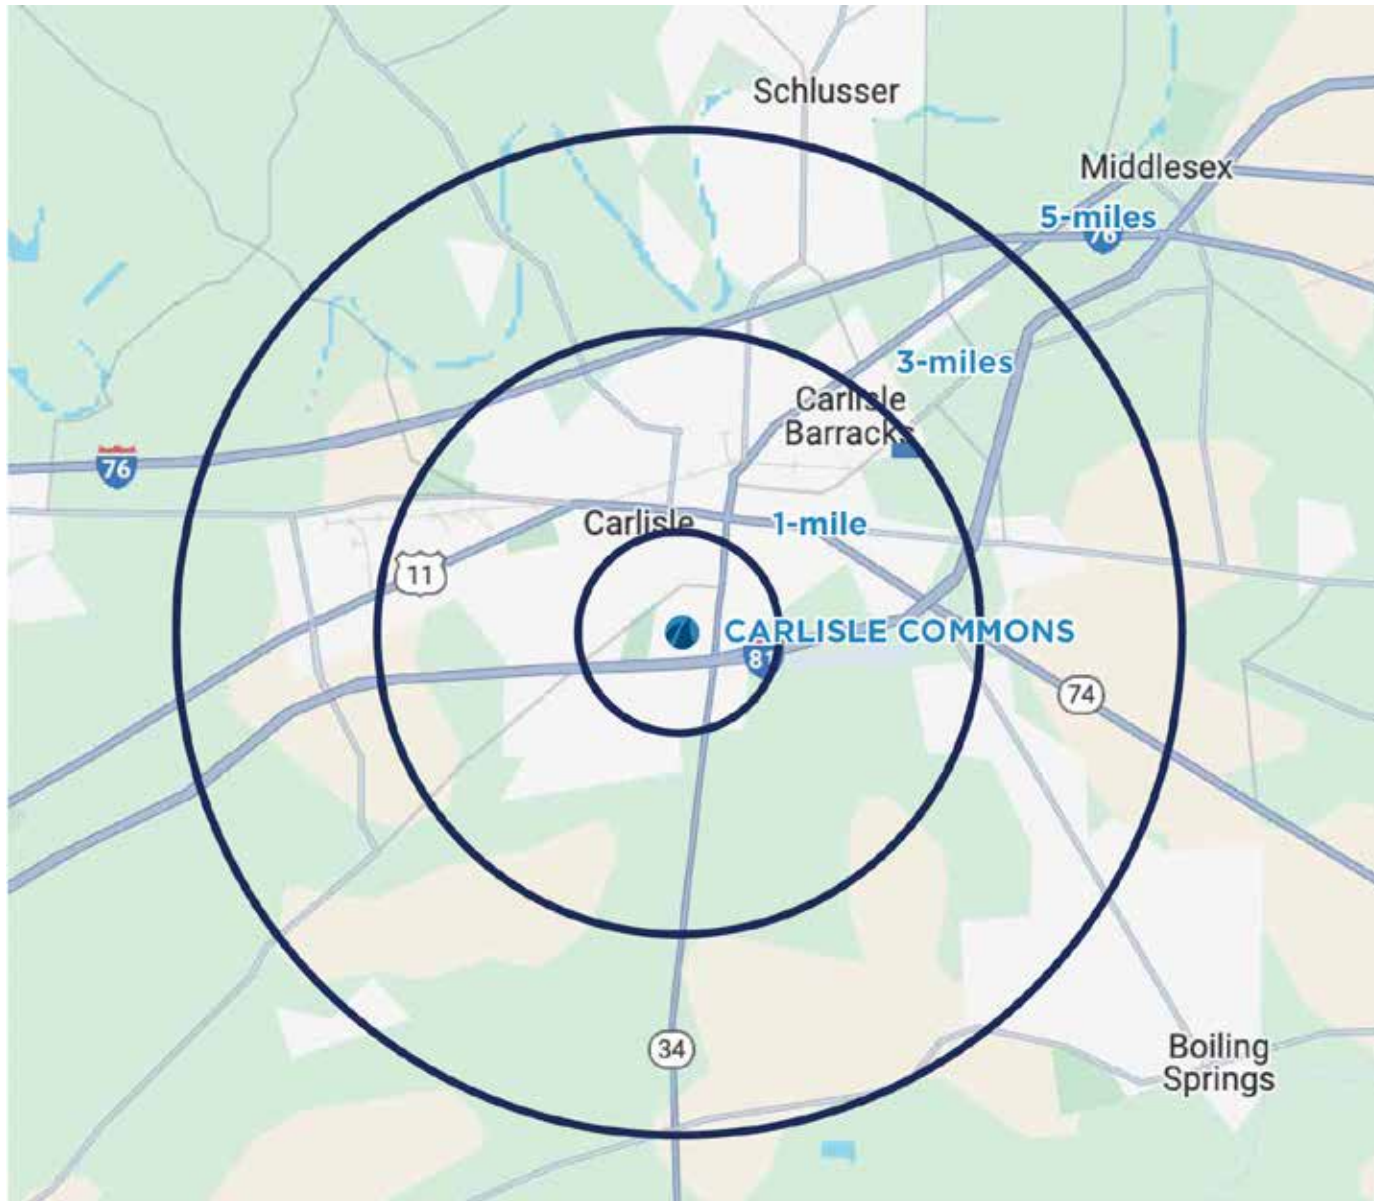 Schlusser
Middlesex
5-miles
76
3-miles
Carlisle
Barracks
76
Carlisle
1-mile
11
CARLISLE COMMONS
81
74
34
Boiling
Springs